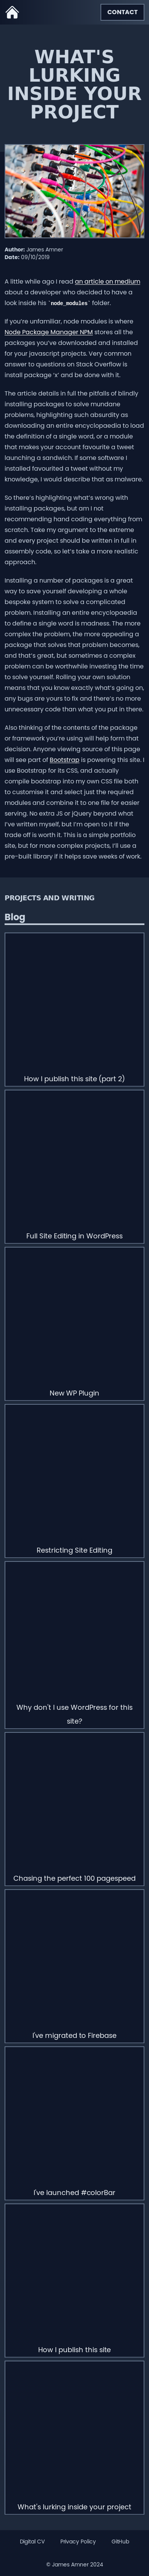 CONTACT
WHAT'S
LURKING
INSIDE YOUR
PROJECT
Author: James Amner
Date: 09/10/2019
A little while ago I read an article on medium
about a developer who decided to have a
look inside his `node_modules` folder.
If you're unfamiliar, node modules is where
Node Package Manager NPM stores all the
packages you've downloaded and installed
for your javascript projects. Very common
answer to questions on Stack Overflow is
install package 'x' and be done with it.
The article details in full the pitfalls of blindly
installing packages to solve mundane
problems, highlighting such absurdity as
downloading an entire encyclopaedia to load
the definition of a single word, or a module
that makes your account favourite a tweet
about a sandwich. If some software I
installed favourited a tweet without my
knowledge, I would describe that as malware.
So there's highlighting what's wrong with
installing packages, but am I not
recommending hand coding everything from
scratch. Take my argument to the extreme
and every project should be written in full in
assembly code, so let's take a more realistic
approach.
Installing a number of packages is a great
way to save yourself developing a whole
bespoke system to solve a complicated
problem. Installing an entire encyclopaedia
to define a single word is madness. The more
complex the problem, the more appealing a
package that solves that problem becomes,
and that's great, but sometimes a complex
problem can be worthwhile investing the time
to solve yourself. Rolling your own solution
means that you know exactly what's going on,
any bugs are yours to fix and there's no more
unnecessary code than what you put in there.
Also thinking of the contents of the package
or framework you're using will help form that
decision. Anyone viewing source of this page
will see part of Bootstrap is powering this site. I
use Bootstrap for its CSS, and actually
compile bootstrap into my own CSS file both
to customise it and select just the required
modules and combine it to one file for easier
serving. No extra JS or jQuery beyond what
I've written myself, but I'm open to it if the
trade off is worth it. This is a simple portfolio
site, but for more complex projects, I'll use a
pre-built library if it helps save weeks of work.
PROJECTS AND WRITING
Blog
How I publish this site (part 2)
Full Site Editing in WordPress
New WP Plugin
Restricting Site Editing
Why don't I use WordPress for this
site?
Chasing the perfect 100 pagespeed
I've migrated to Firebase
I've launched #colorBar
How I publish this site
What's lurking inside your project
Digital CV
Privacy Policy
GitHub
© James Amner 2024